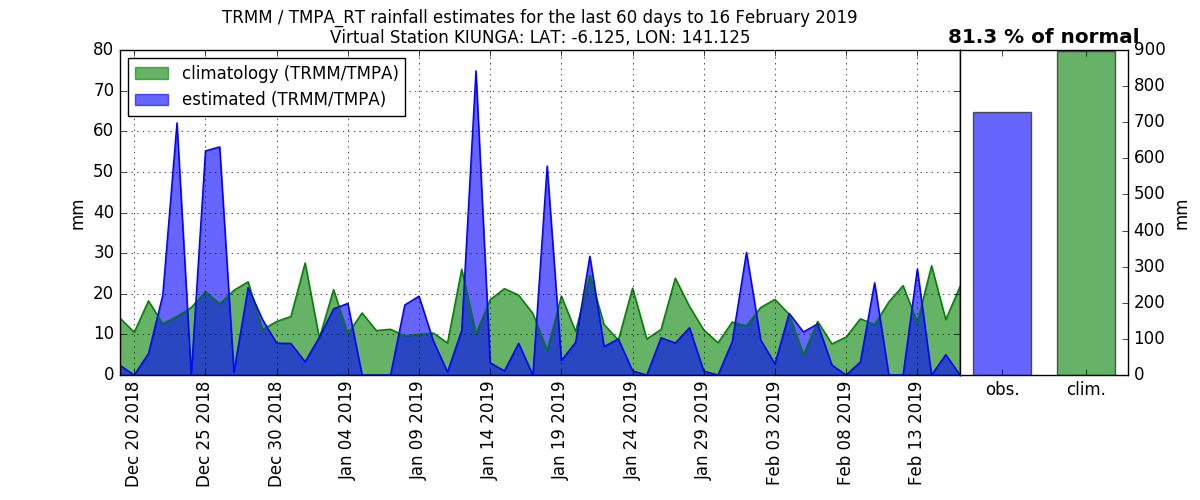 TRMM / TMPA_RT rainfall estimates for the last 60 days to 16 February 2019
Virtual Station KIUNGA: LAT: -6.125, LON: 141.125
81.3 % of normal
climatology (TRMM/TMPA)
estimated (TRMM/TMPA)
mm
80
70
60
50
40
30
20
10
0
Dec 20 2018
Dec 25 2018
Dec 30 2018
Jan 04 2019
Jan 09 2019
Jan 14 2019
Jan 19 2019
Jan 24 2019
Jan 29 2019
Feb 03 2019
Feb 08 2019
Feb 13 2019
obs.
clim.
900
800
700
600
500
400
300
200
100
0
mm